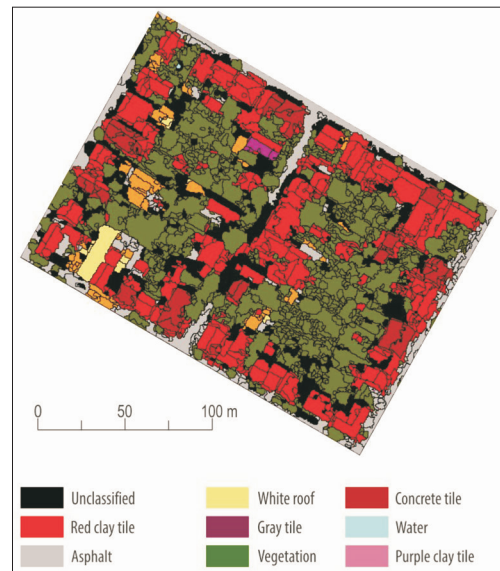 0 50 100 m
Unclassified White roof Concrete tile
Red clay tile Gray tile Water
Asphalt Vegetation Purple clay tile